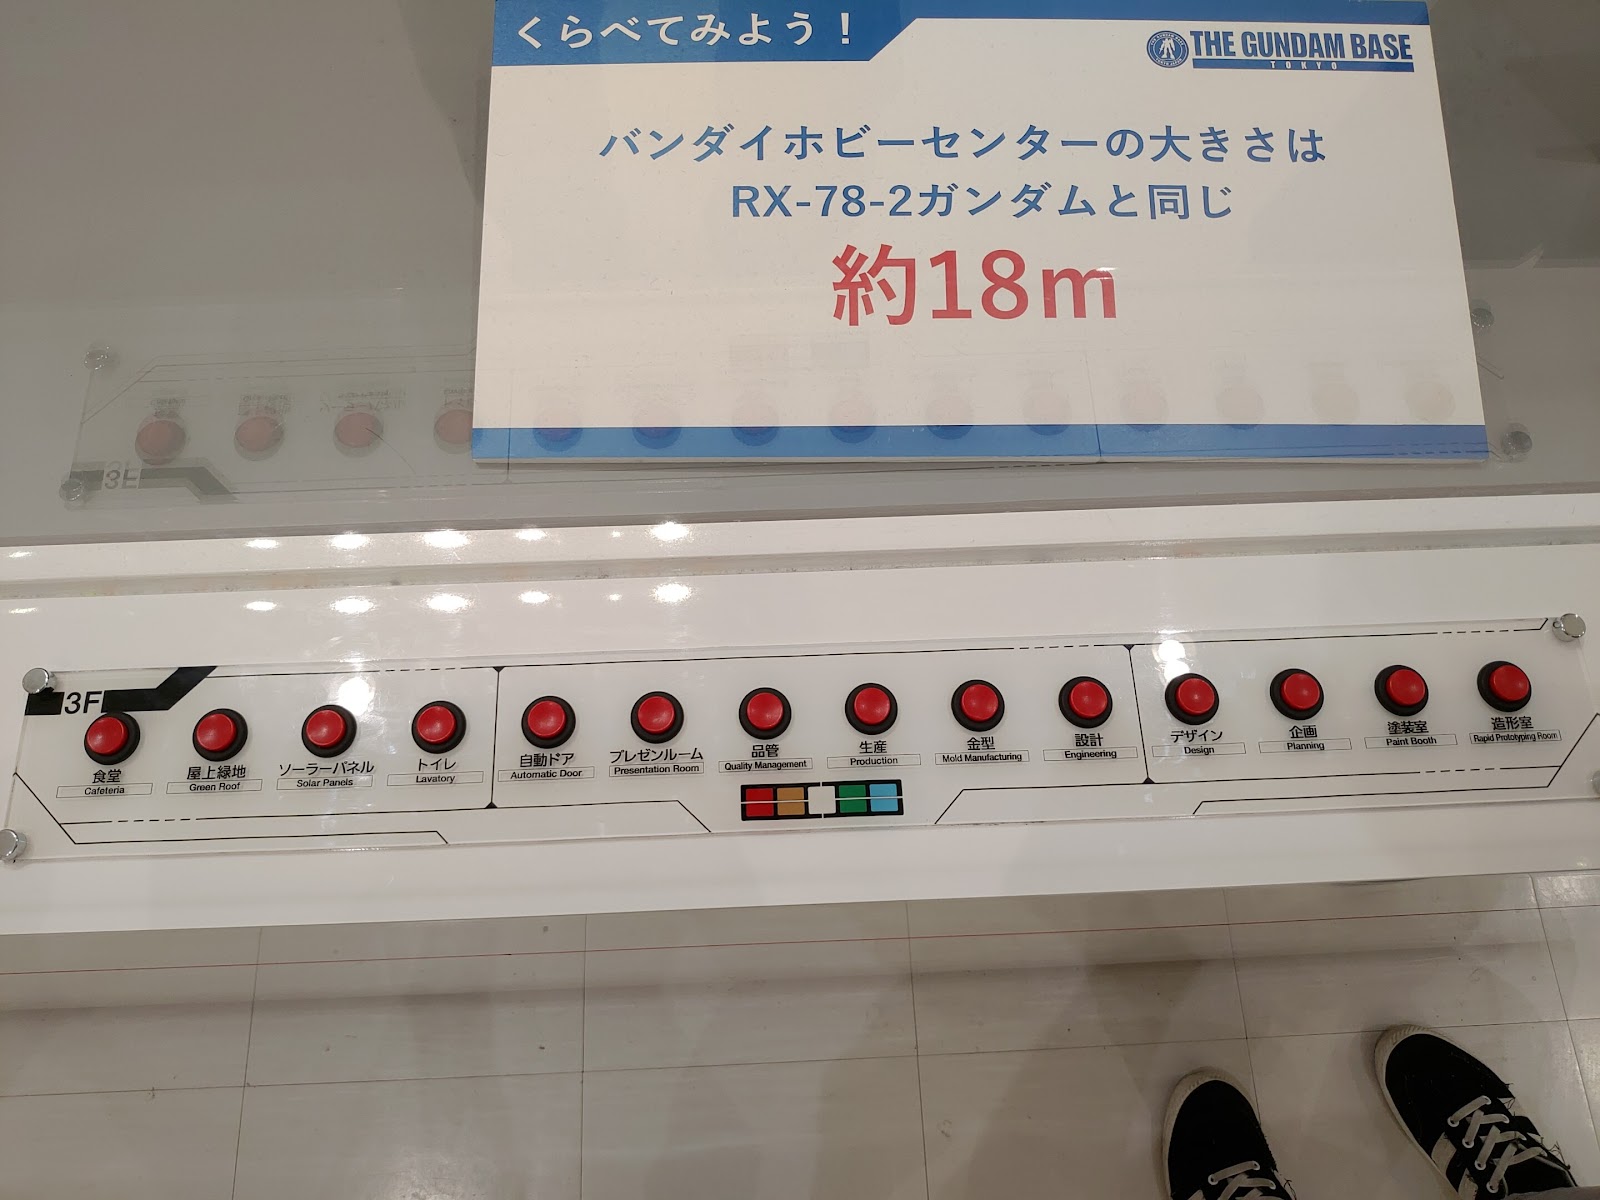 くらべてみよう！
THE GUNDAM BASE
TOKYO
バンダイホビーセンターの大きさは
RX-78-2ガンダムと同じ
約18m
3F
食堂
Cafeteria
屋上緑地
Green Roof
ソーラーパネル
Solar Panels
トイレ
Lavatory
自動ドア
Automatic Door
プレゼンルーム
Presentation Room
品管
Quality Management
生産
Production
金型
Mold Manufacturing
設計
Engineering
デザイン
Design
企画
Planning
塗装室
Paint Booth
造形室
Rapid Prototyping Room